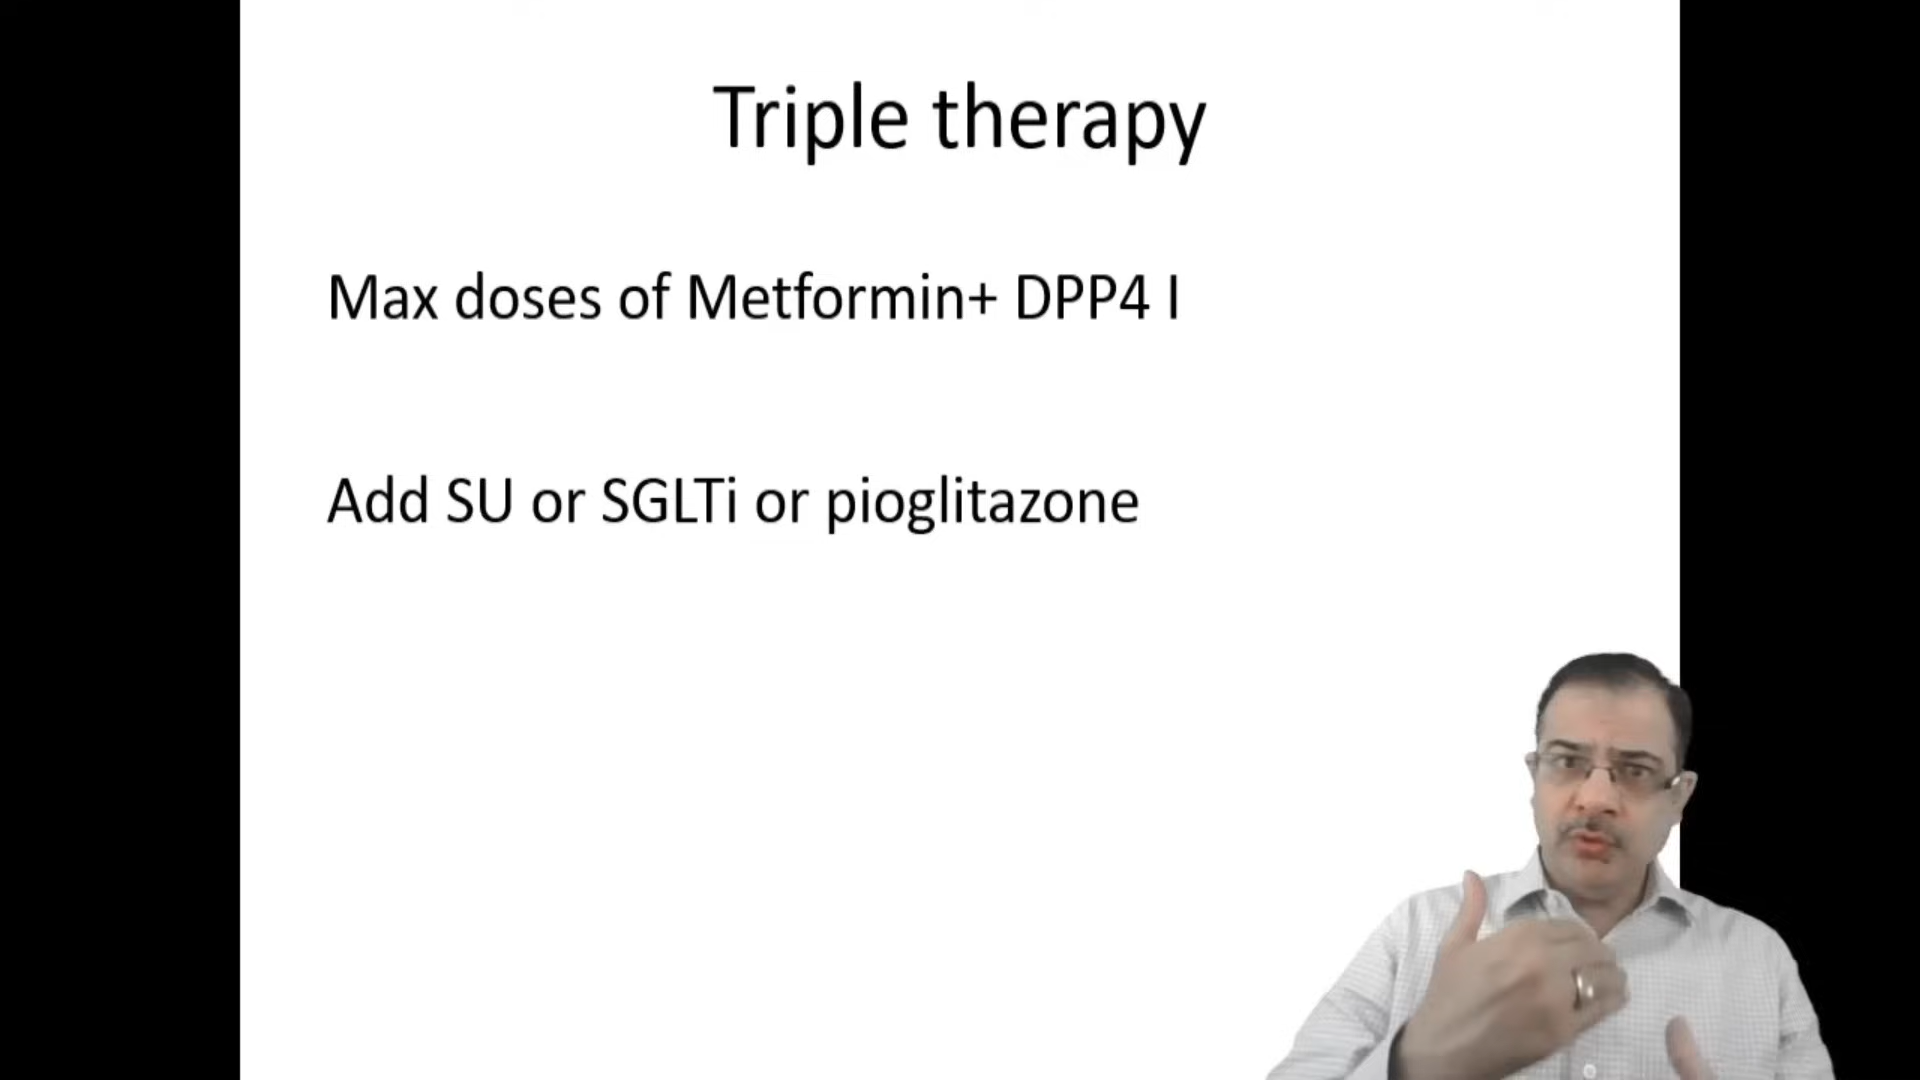 Triple therapy
Max doses of Metformin+ DPP4 I
Add SU or SGLTi or pioglitazone